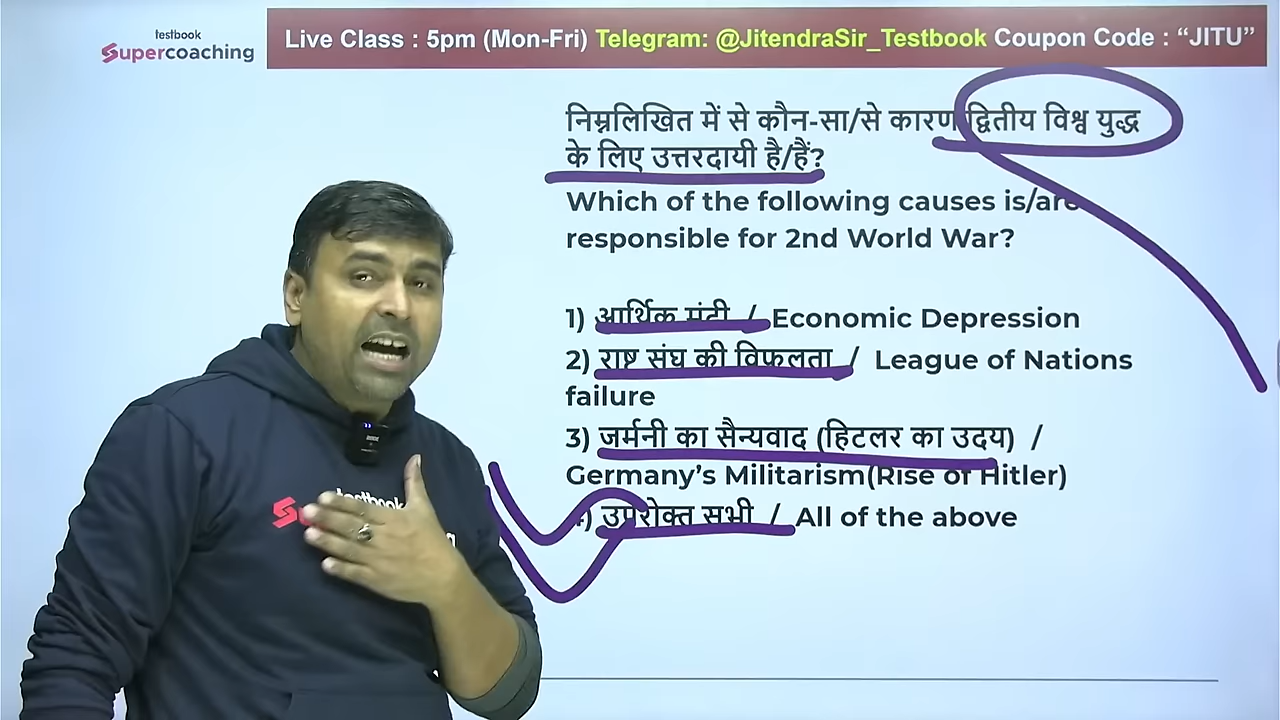 testbook
Supercoaching
Live Class : 5pm (Mon-Fri) Telegram: @JitendraSir_Testbook Coupon Code : “JITU”
निम्नलिखित में से कौन-सा/से कारण द्वितीय विश्व युद्ध
के लिए उत्तरदायी है/हैं?
Which of the following causes is/are
responsible for 2nd World War?
1) आर्थिक मंदी / Economic Depression
2) राष्ट संघ की विफलता / League of Nations
failure
3) जर्मनी का सैन्यवाद (हिटलर का उदय) /
Germany’s Militarism(Rise of Hitler)
4) उपरोक्त सभी / All of the above
testbook